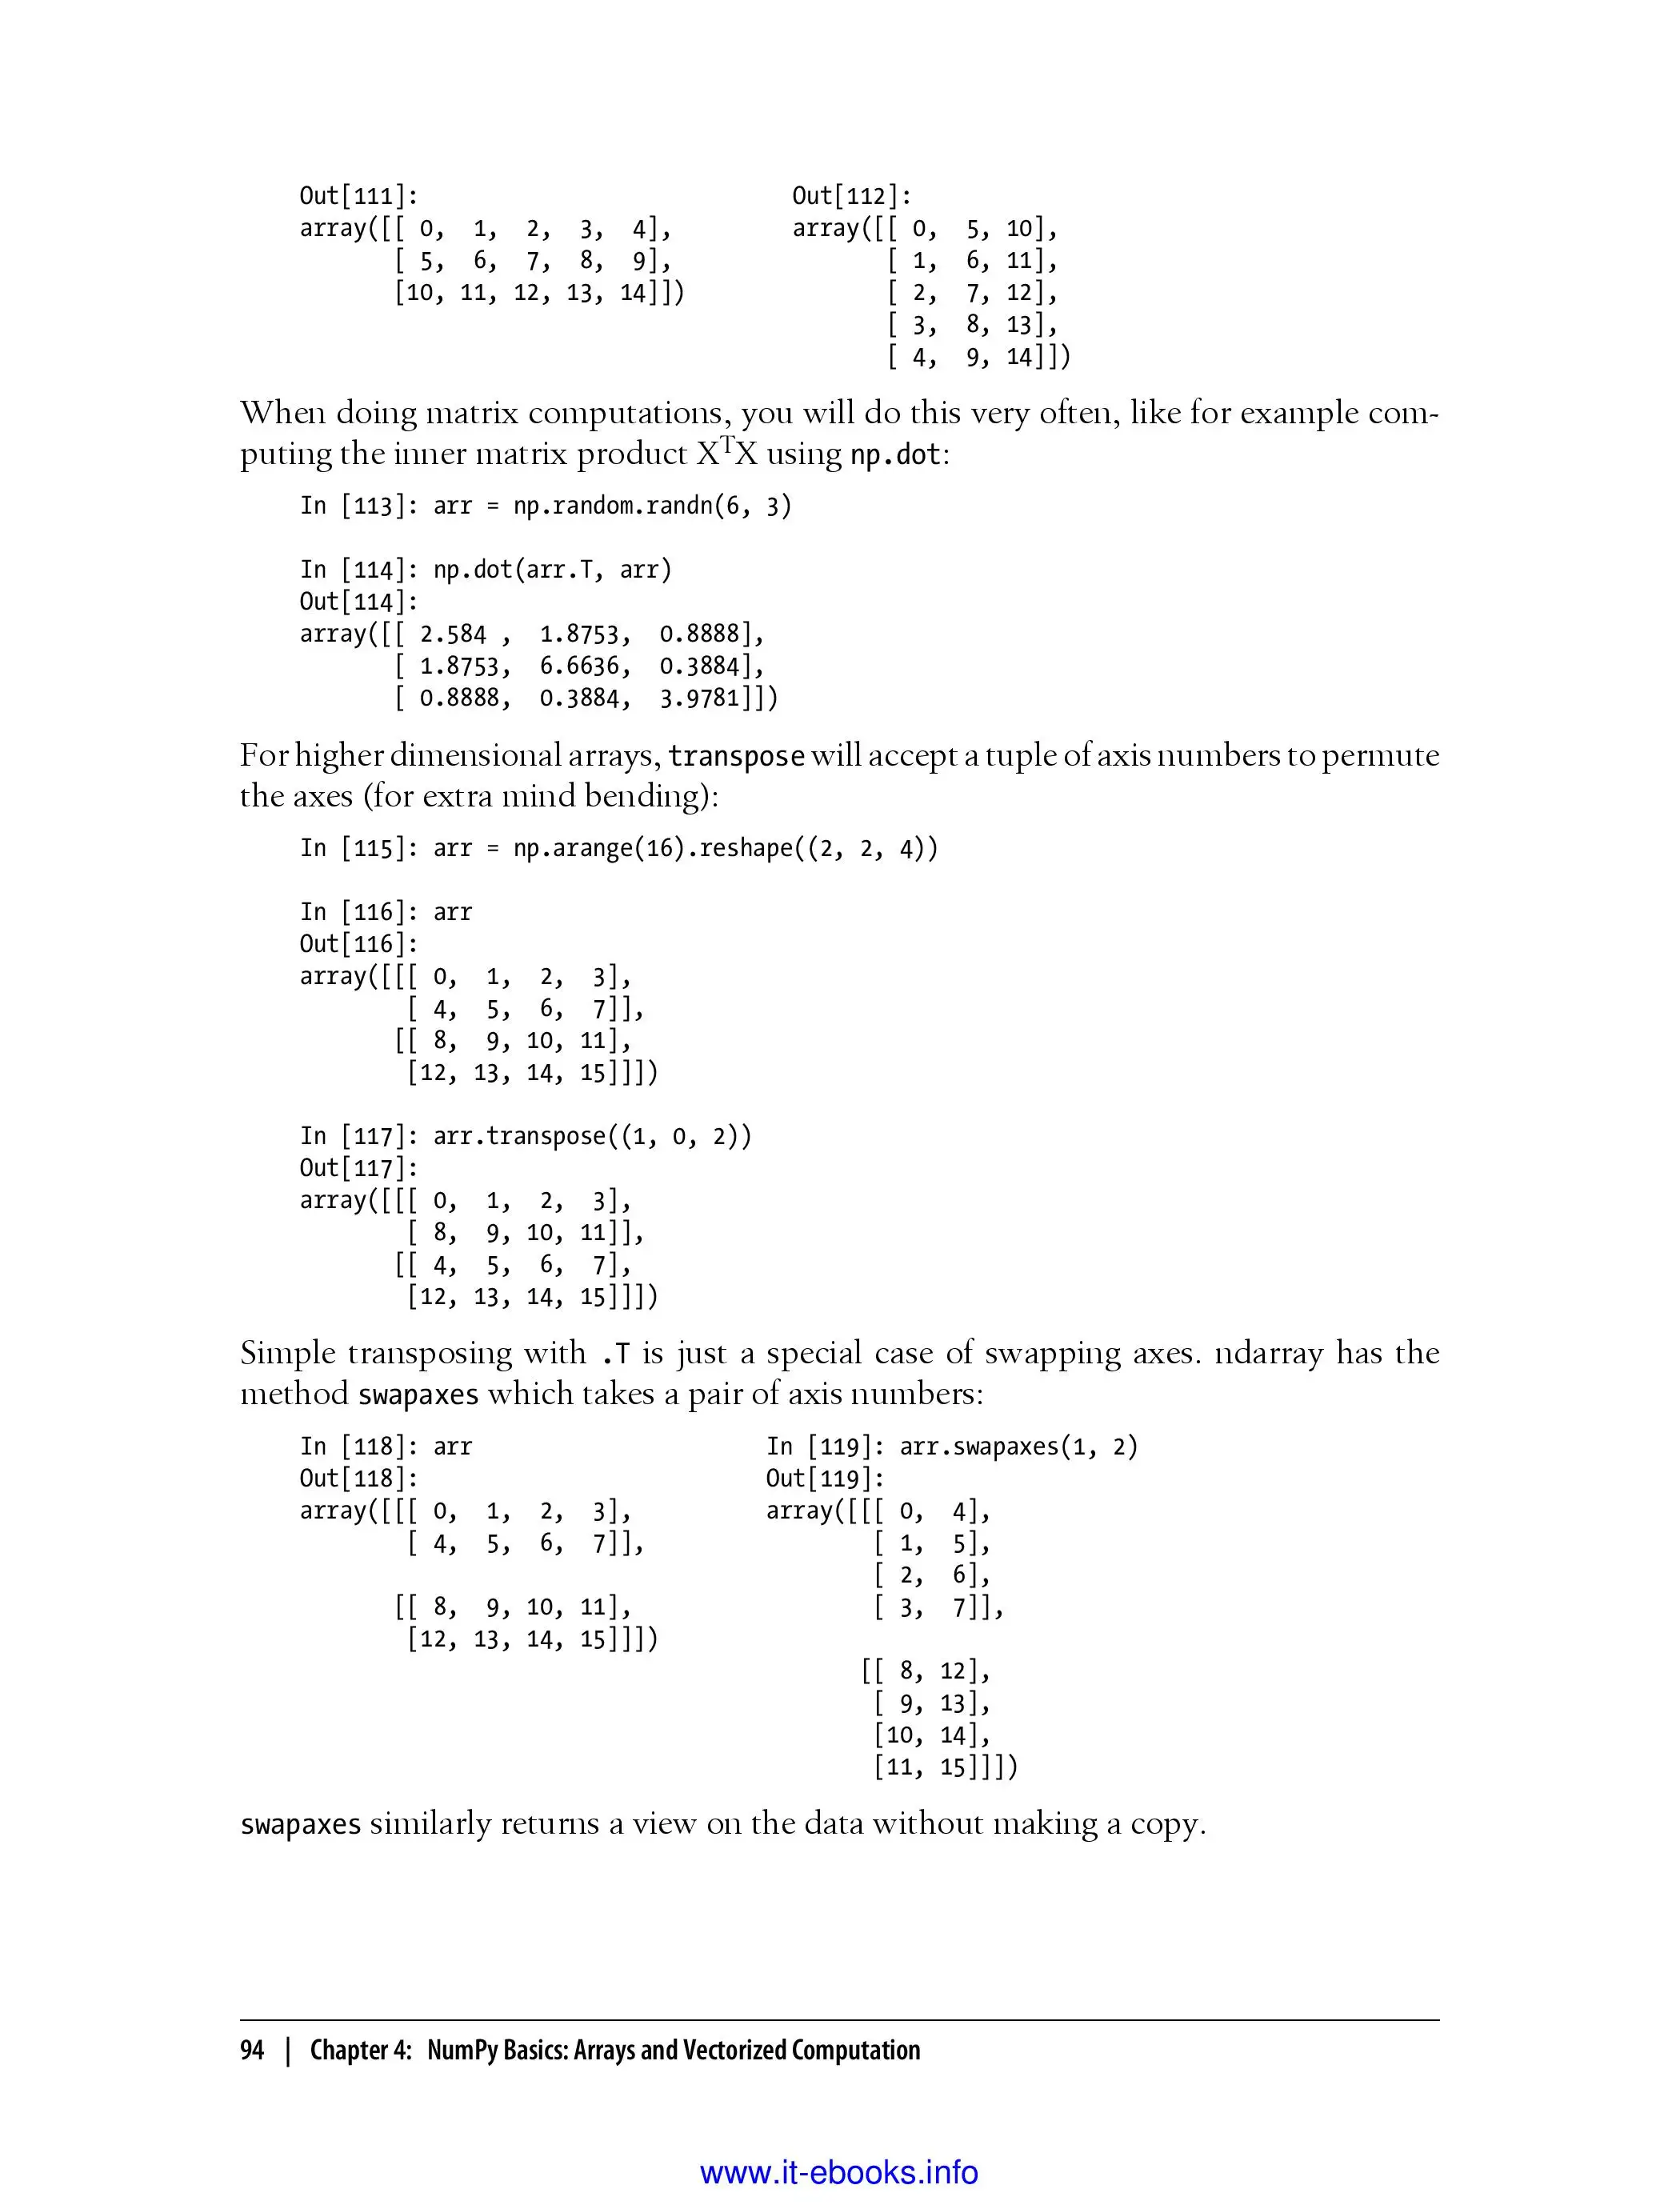 Out[111]:                            Out[112]:
array([[ 0,  1,  2,  3,  4],         array([[ 0,  5, 10],
       [ 5,  6,  7,  8,  9],                [ 1,  6, 11],
       [10, 11, 12, 13, 14]])               [ 2,  7, 12],
                                            [ 3,  8, 13],
                                            [ 4,  9, 14]])
When doing matrix computations, you will do this very often, like for example com-
puting the inner matrix product XᵀX using np.dot:
In [113]: arr = np.random.randn(6, 3)
In [114]: np.dot(arr.T, arr)
Out[114]:
array([[ 2.584 ,  1.8753,  0.8888],
       [ 1.8753,  6.6636,  0.3884],
       [ 0.8888,  0.3884,  3.9781]])
For higher dimensional arrays, transpose will accept a tuple of axis numbers to permute
the axes (for extra mind bending):
In [115]: arr = np.arange(16).reshape((2, 2, 4))
In [116]: arr
Out[116]:
array([[[ 0,  1,  2,  3],
        [ 4,  5,  6,  7]],
       [[ 8,  9, 10, 11],
        [12, 13, 14, 15]]])
In [117]: arr.transpose((1, 0, 2))
Out[117]:
array([[[ 0,  1,  2,  3],
        [ 8,  9, 10, 11]],
       [[ 4,  5,  6,  7],
        [12, 13, 14, 15]]])
Simple transposing with .T is just a special case of swapping axes. ndarray has the
method swapaxes which takes a pair of axis numbers:
In [118]: arr                      In [119]: arr.swapaxes(1, 2)
Out[118]:                          Out[119]:
array([[[ 0,  1,  2,  3],          array([[[ 0,  4],
        [ 4,  5,  6,  7]],                 [ 1,  5],
                                           [ 2,  6],
       [[ 8,  9, 10, 11],                  [ 3,  7]],
        [12, 13, 14, 15]]])
                                          [[ 8, 12],
                                           [ 9, 13],
                                           [10, 14],
                                           [11, 15]]])
swapaxes similarly returns a view on the data without making a copy.
94 | Chapter 4: NumPy Basics: Arrays and Vectorized Computation
www.it-ebooks.info